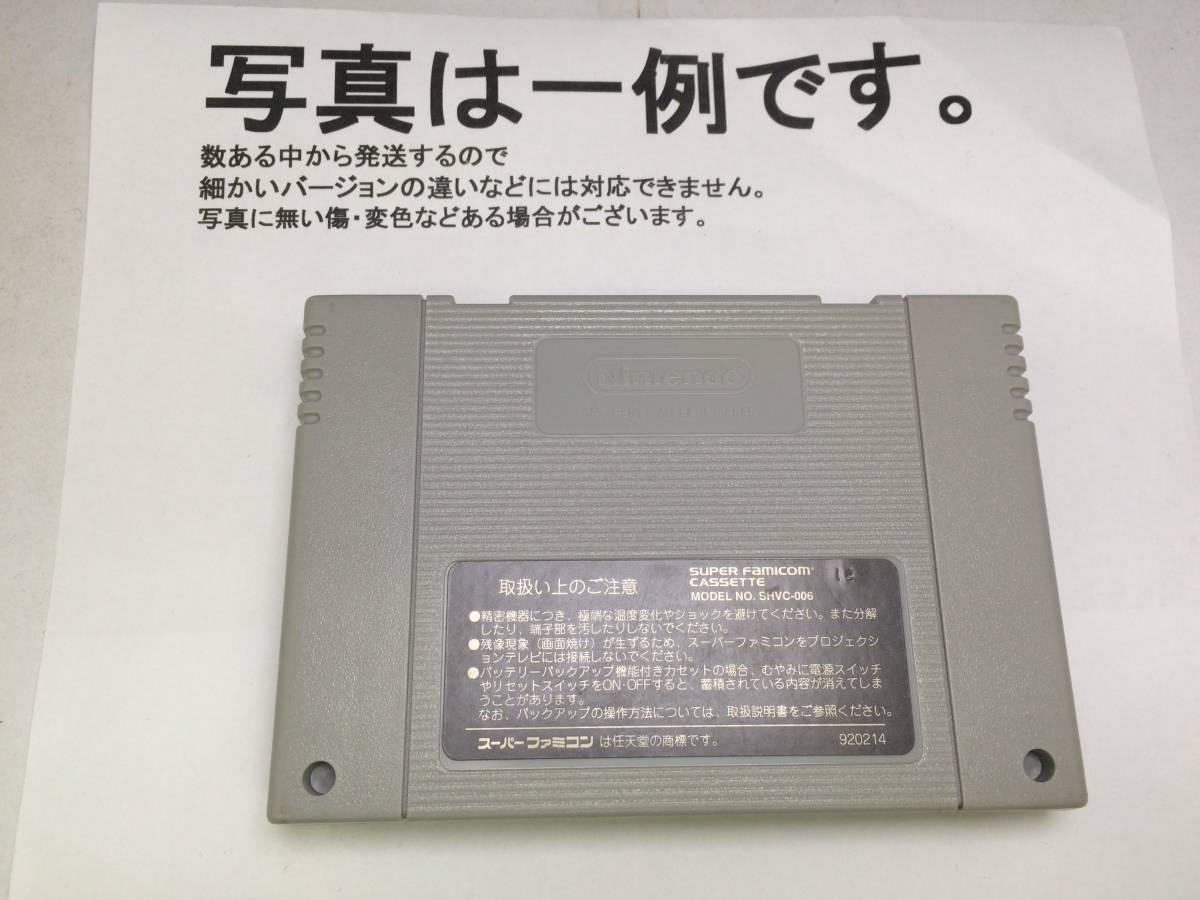 写真は一例です。
数ある中から発送するので
細かいバージョンの違いなどには対応できません。
写真に無い傷・変色などある場合がございます。
Nintendo
取扱い上のご注意
SUPER FAMICOM
CASSETTE
MODEL NO. SHVC-006
12
●精密機器につき、極端な温度変化やショックを避けてください。また分解
したり、端子部を汚したりしないでください。
●残像現象(画面焼け)が生ずるため、スーパーファミコンをプロジェクシ
ョンテレビには接続しないでください。
●バッテリーバックアップ機能付きカセットの場合、むやみに電源スイッチ
やリセットスイッチをON・OFFすると、蓄積されている内容が消えてしま
うことがあります。
なお、バックアップの操作方法については、取扱説明書をご参照ください。
スーパーファミコンは任天堂の商標です。
920214